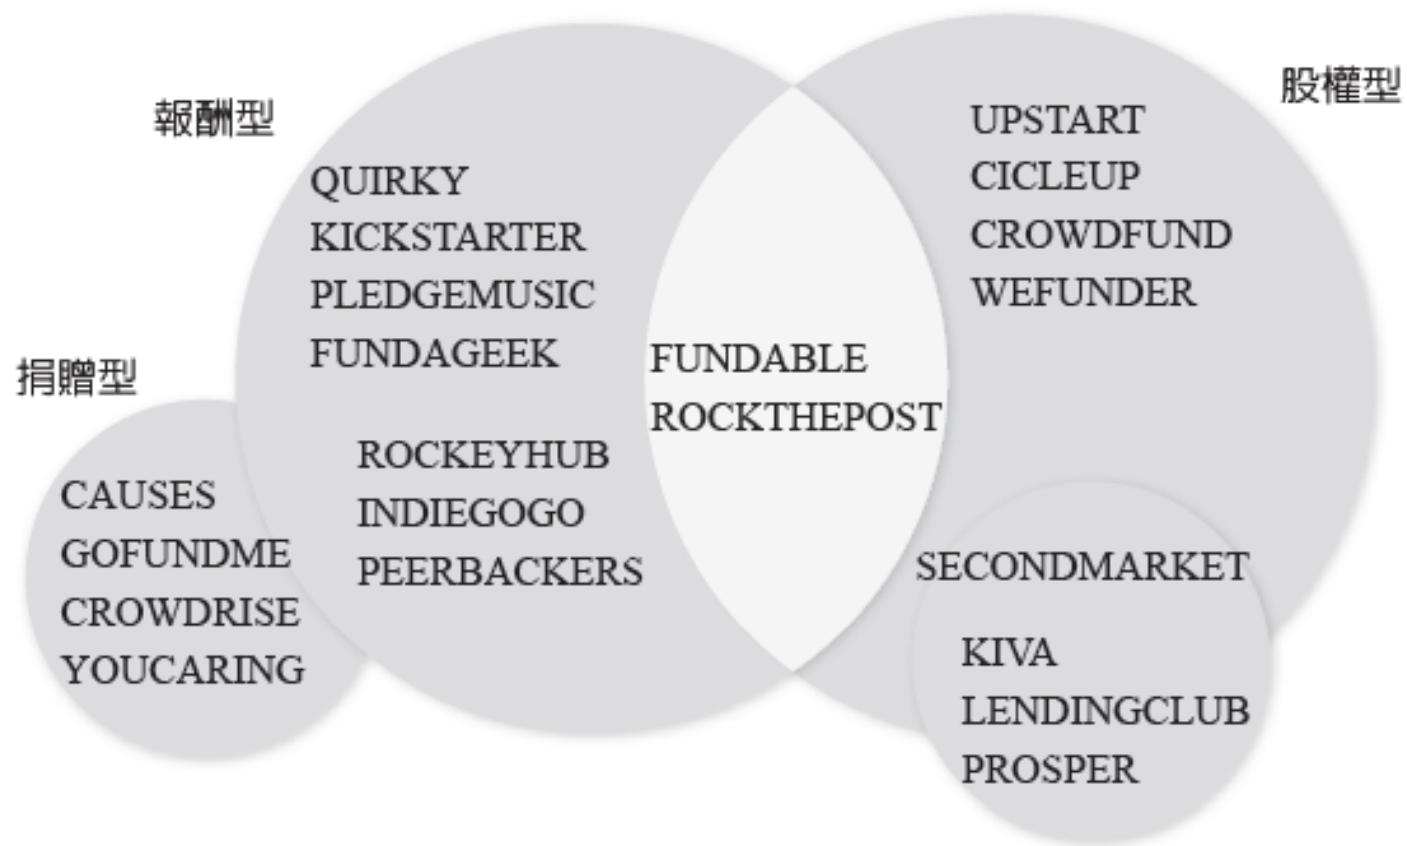 報酬型
QUIRKY
KICKSTARTER
PLEDGEMUSIC
FUNDAGEEK
ROCKEYHUB
INDIEGOGO
PEERBACKERS
捐贈型
CAUSES
GOFUNDME
CROWDRISE
YOUCARING
FUNDABLE
ROCKTHEPOST
股權型
UPSTART
CICLEUP
CROWDFUND
WEFUNDER
SECONDMARKET
KIVA
LENDINGCLUB
PROSPER